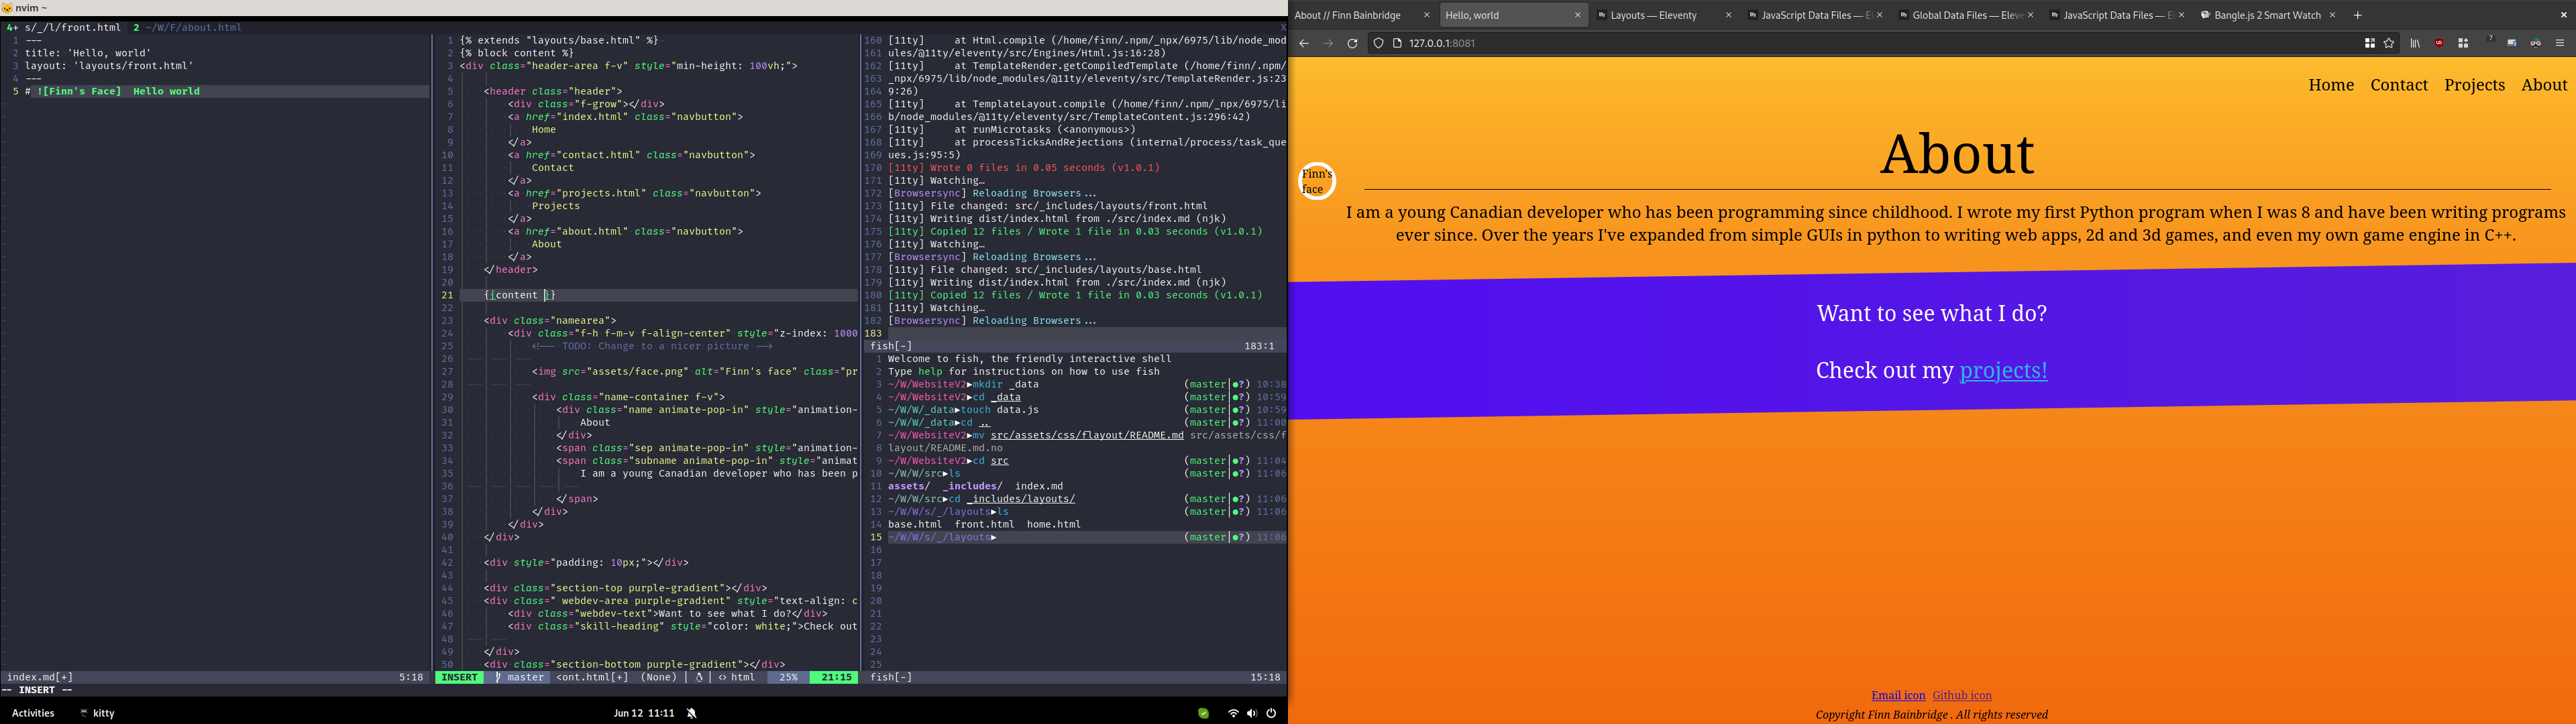 nvim ~
4+ s/_/l/front.html  2 ~/W/F/about.html X
1 ---
2 title: 'Hello, world'
3 layout: 'layouts/front.html'
4 ---
5 # ![Finn's Face]  Hello world
index.md[+] 5:18
-- INSERT --
1 {% extends "layouts/base.html" %}
2 {% block content %}
3 <div class="header-area f-v" style="min-height: 100vh;">
4
5 <header class="header">
6 <div class="f-grow"></div>
7 <a href="index.html" class="navbutton">
8 Home
9 </a>
10 <a href="contact.html" class="navbutton">
11 Contact
12 </a>
13 <a href="projects.html" class="navbutton">
14 Projects
15 </a>
16 <a href="about.html" class="navbutton">
17 About
18 </a>
19 </header>
20
21 {{content }}
22
23 <div class="namearea">
24 <div class="f-h f-m-v f-align-center" style="z-index: 1000
25 <!-- TODO: Change to a nicer picture -->
26
27 <img src="assets/face.png" alt="Finn's face" class="pr
28
29 <div class="name-container f-v">
30 <div class="name animate-pop-in" style="animation-
31 About
32 </div>
33 <span class="sep animate-pop-in" style="animation-
34 <span class="subname animate-pop-in" style="animat
35 I am a young Canadian developer who has been p
36
37 </span>
38 </div>
39 </div>
40 </div>
41
42 <div style="padding: 10px;"></div>
43
44 <div class="section-top purple-gradient"></div>
45 <div class=" webdev-area purple-gradient" style="text-align: c
46 <div class="webdev-text">Want to see what I do?</div>
47 <div class="skill-heading" style="color: white;">Check out
48
49 </div>
50 <div class="section-bottom purple-gradient"></div>
INSERT master <ont.html[+] (None) | | <> html 25% 21:15
160 [11ty]     at Html.compile (/home/finn/.npm/_npx/6975/lib/node_mod
161 ules/@11ty/eleventy/src/Engines/Html.js:16:28)
162 [11ty]     at TemplateRender.getCompiledTemplate (/home/finn/.npm/
163 _npx/6975/lib/node_modules/@11ty/eleventy/src/TemplateRender.js:23
164 9:26)
165 [11ty]     at TemplateLayout.compile (/home/finn/.npm/_npx/6975/li
166 b/node_modules/@11ty/eleventy/src/TemplateContent.js:296:42)
167 [11ty]     at runMicrotasks (<anonymous>)
168 [11ty]     at processTicksAndRejections (internal/process/task_que
169 ues.js:95:5)
170 [11ty] Wrote 0 files in 0.05 seconds (v1.0.1)
171 [11ty] Watching…
172 [Browsersync] Reloading Browsers...
173 [11ty] File changed: src/_includes/layouts/front.html
174 [11ty] Writing dist/index.html from ./src/index.md (njk)
175 [11ty] Copied 12 files / Wrote 1 file in 0.03 seconds (v1.0.1)
176 [11ty] Watching…
177 [Browsersync] Reloading Browsers...
178 [11ty] File changed: src/_includes/layouts/base.html
179 [11ty] Writing dist/index.html from ./src/index.md (njk)
180 [11ty] Copied 12 files / Wrote 1 file in 0.03 seconds (v1.0.1)
181 [11ty] Watching…
182 [Browsersync] Reloading Browsers...
183
fish[-] 183:1
1 Welcome to fish, the friendly interactive shell
2 Type help for instructions on how to use fish
3 ~/W/WebsiteV2►mkdir _data (master|●?) 10:38
4 ~/W/WebsiteV2►cd _data (master|●?) 10:59
5 ~/W/W/_data►touch data.js (master|●?) 10:59
6 ~/W/W/_data►cd .. (master|●?) 11:00
7 ~/W/WebsiteV2►mv src/assets/css/flayout/README.md src/assets/css/f
8 layout/README.md.no
9 ~/W/WebsiteV2►cd src (master|●?) 11:04
10 ~/W/W/src►ls (master|●?) 11:06
11 assets/  _includes/  index.md
12 ~/W/W/src►cd _includes/layouts/ (master|●?) 11:06
13 ~/W/W/s/_/layouts►ls (master|●?) 11:06
14 base.html  front.html  home.html
15 ~/W/W/s/_/layouts► (master|●?) 11:06
16
17
18
19
20
21
22
23
24
25
fish[-] 15:18
Activities kitty Jun 12 11:11
About // Finn Bainbridge
Hello, world
Layouts — Eleventy
JavaScript Data Files — El
Global Data Files — Eleve
JavaScript Data Files — El
Bangle.js 2 Smart Watch
127.0.0.1:8081
Home Contact Projects About
About
Finn's
face
I am a young Canadian developer who has been programming since childhood. I wrote my first Python program when I was 8 and have been writing programs
ever since. Over the years I've expanded from simple GUIs in python to writing web apps, 2d and 3d games, and even my own game engine in C++.
Want to see what I do?
Check out my projects!
Email icon Github icon
Copyright Finn Bainbridge . All rights reserved